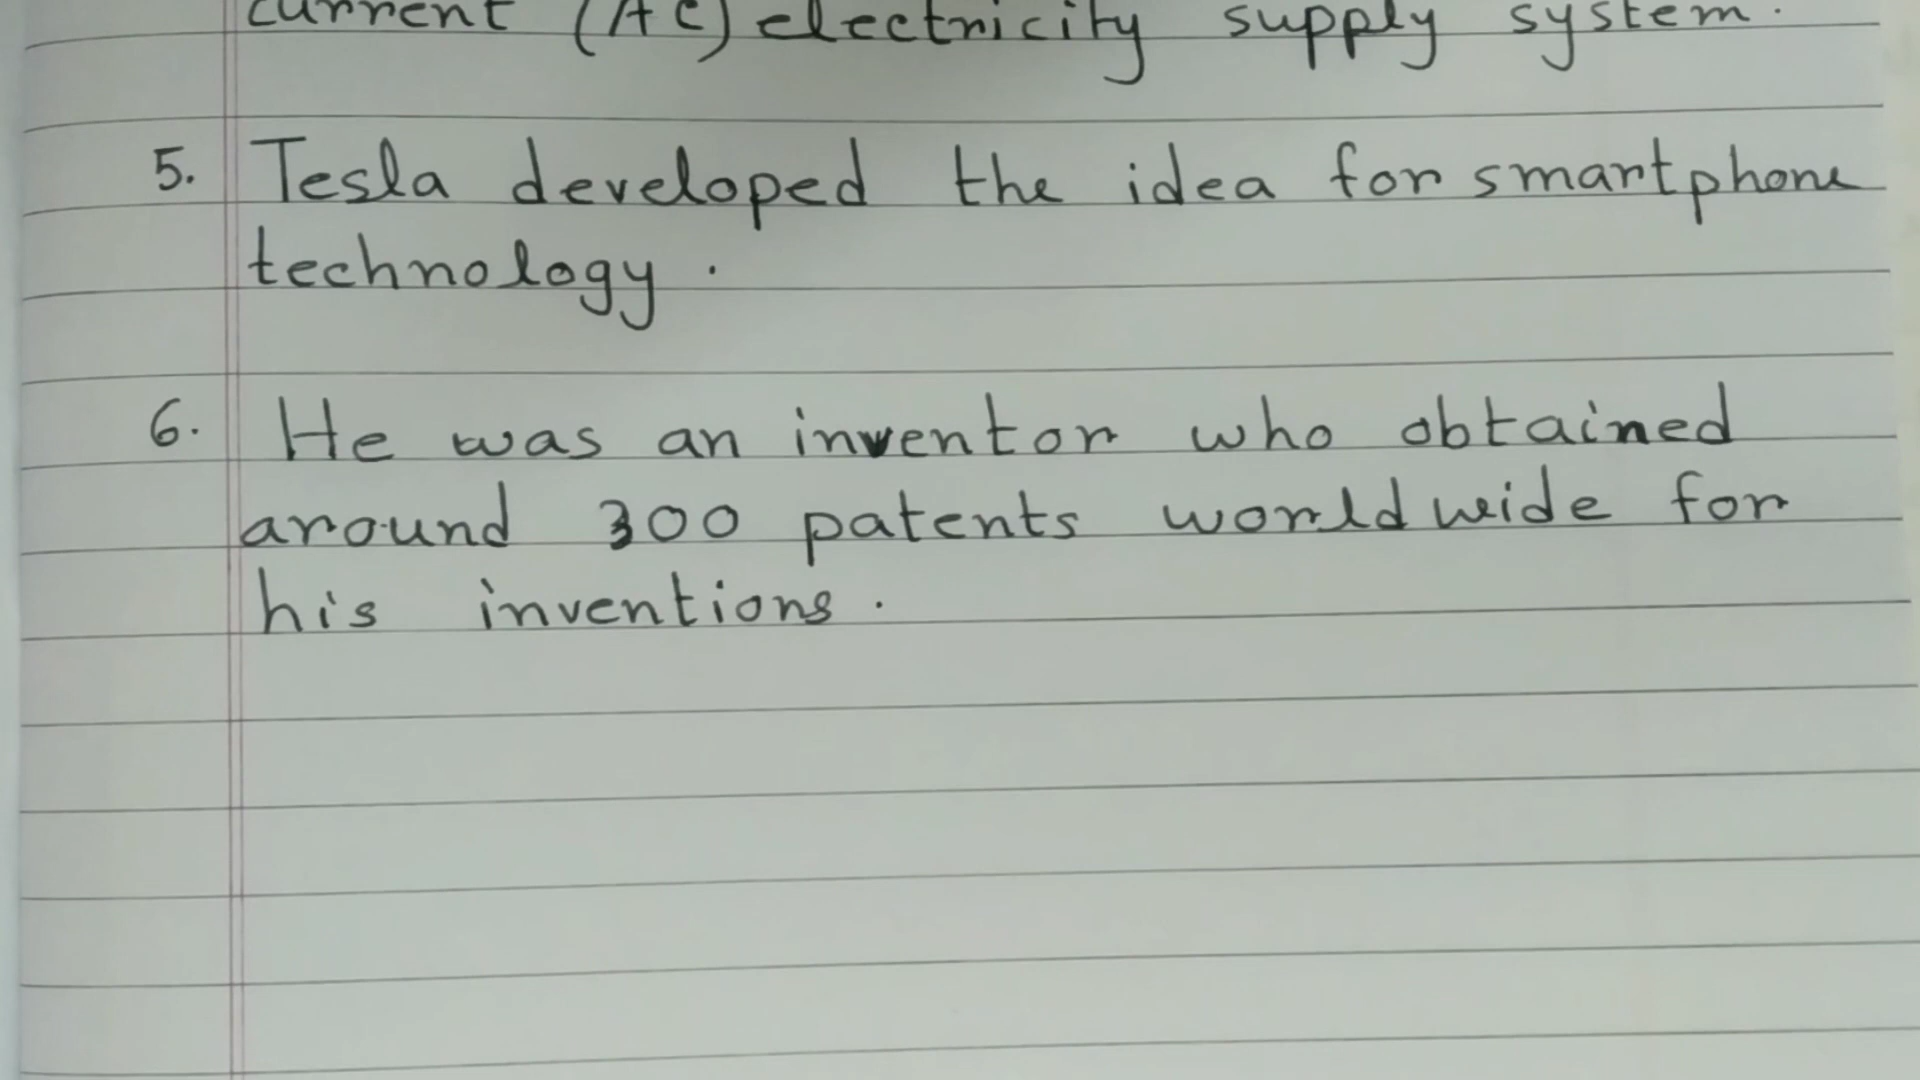 current (AC) electricity supply system.
5. Tesla developed the idea for smartphone
technology.
6. He was an inventor who obtained
around 300 patents worldwide for
his inventions.